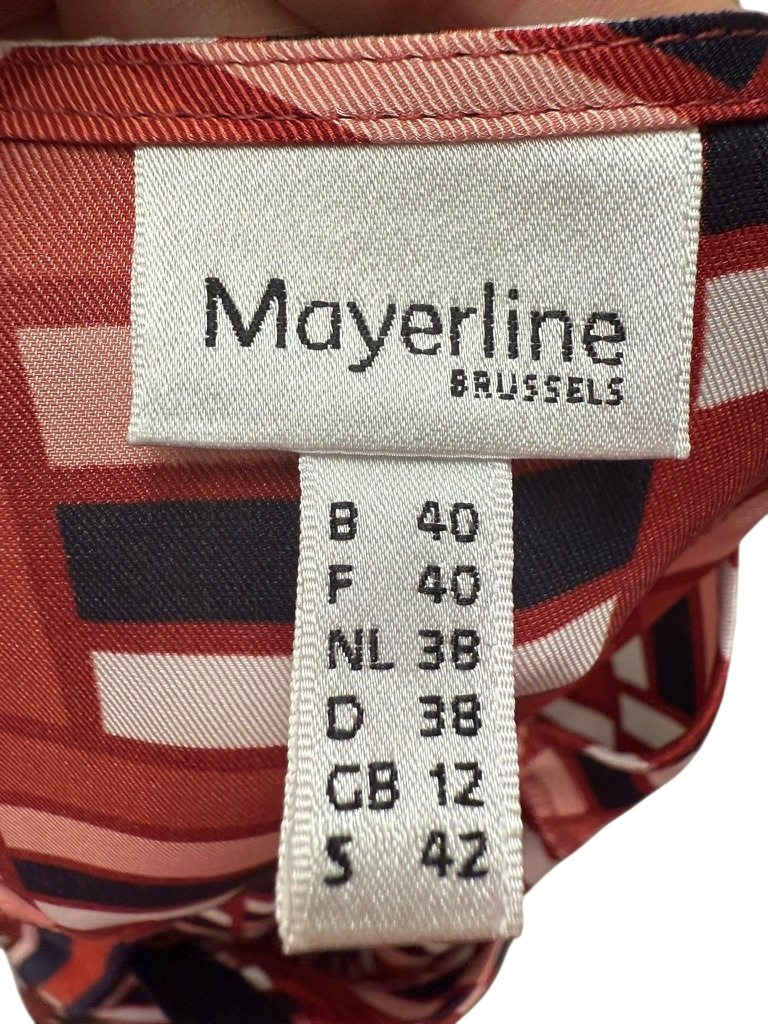 Mayerline
BRUSSELS
B 40
F 40
NL 38
D 38
GB 12
S 42